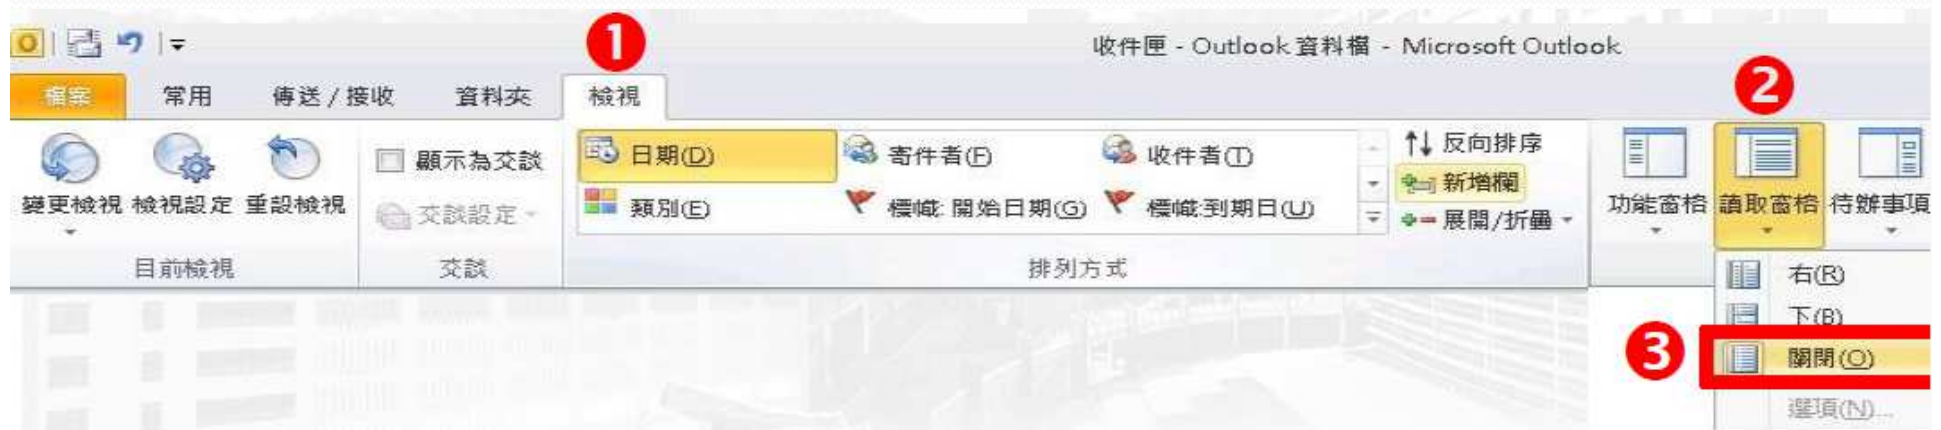 1
收件匣 - Outlook 資料檔 - Microsoft Outlook
2
檔案 常用 傳送 / 接收 資料夾 檢視
變更檢視 檢視設定 重設檢視
顯示為交談
交談設定
日期(D) 寄件者(F) 收件者(T)
類別(E) 標幟: 開始日期(G) 標幟:到期日(U)
反向排序
新增欄
展開/折疊
功能窗格 讀取窗格 待辦事項
目前檢視 交談 排列方式
右(R)
下(B)
3
關閉(O)
選項(N)...